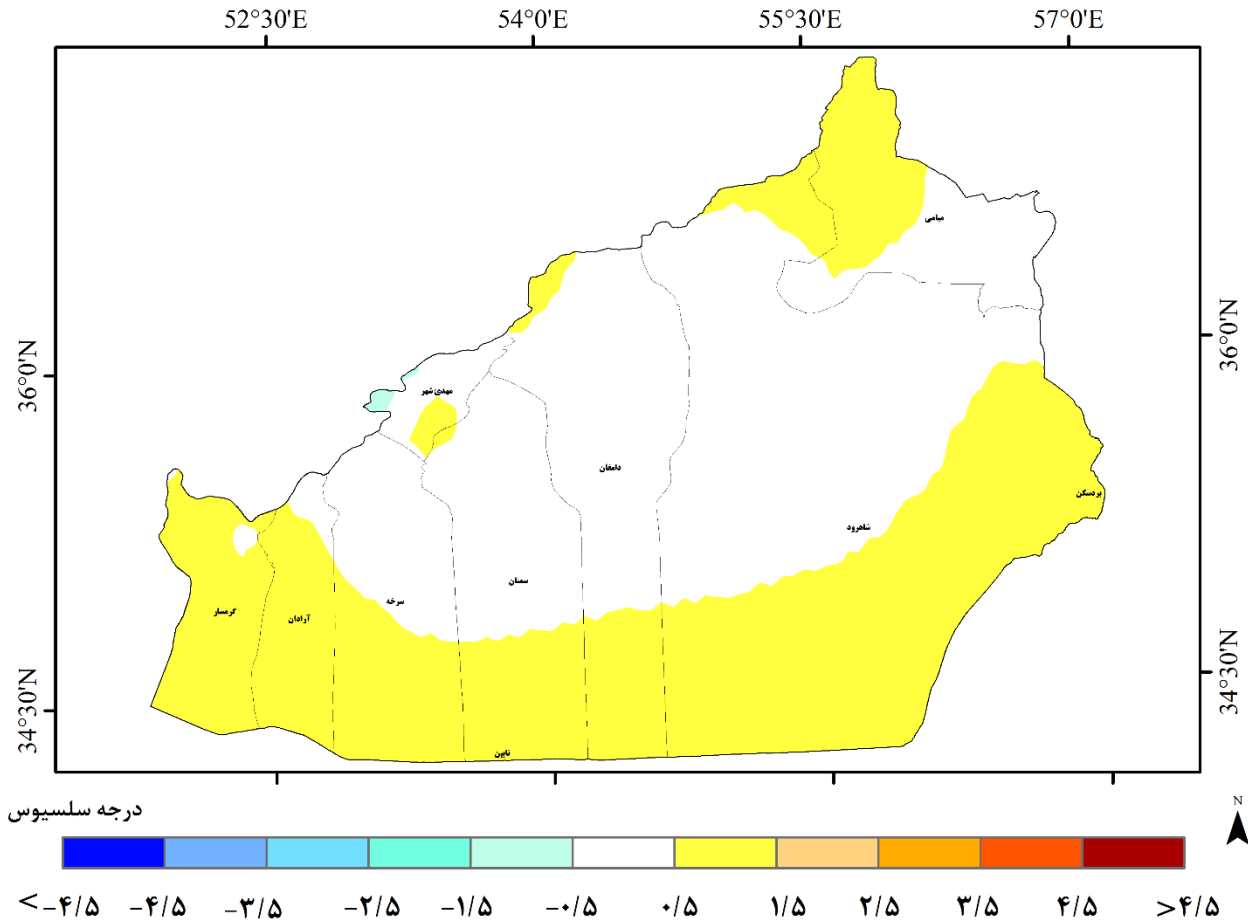 52°30'E 54°0'E 55°30'E 57°0'E
میامی
36°0'N 36°0'N
مهدی‌شهر
دامغان
بردسکن
شاهرود
سمنان
سرخه
گرمسار آرادان
34°30'N 34°30'N
نایین
درجه سلسیوس
N
<-۴/۵ -۴/۵ -۳/۵ -۲/۵ -۱/۵ -۰/۵ ۰/۵ ۱/۵ ۲/۵ ۳/۵ ۴/۵ >۴/۵